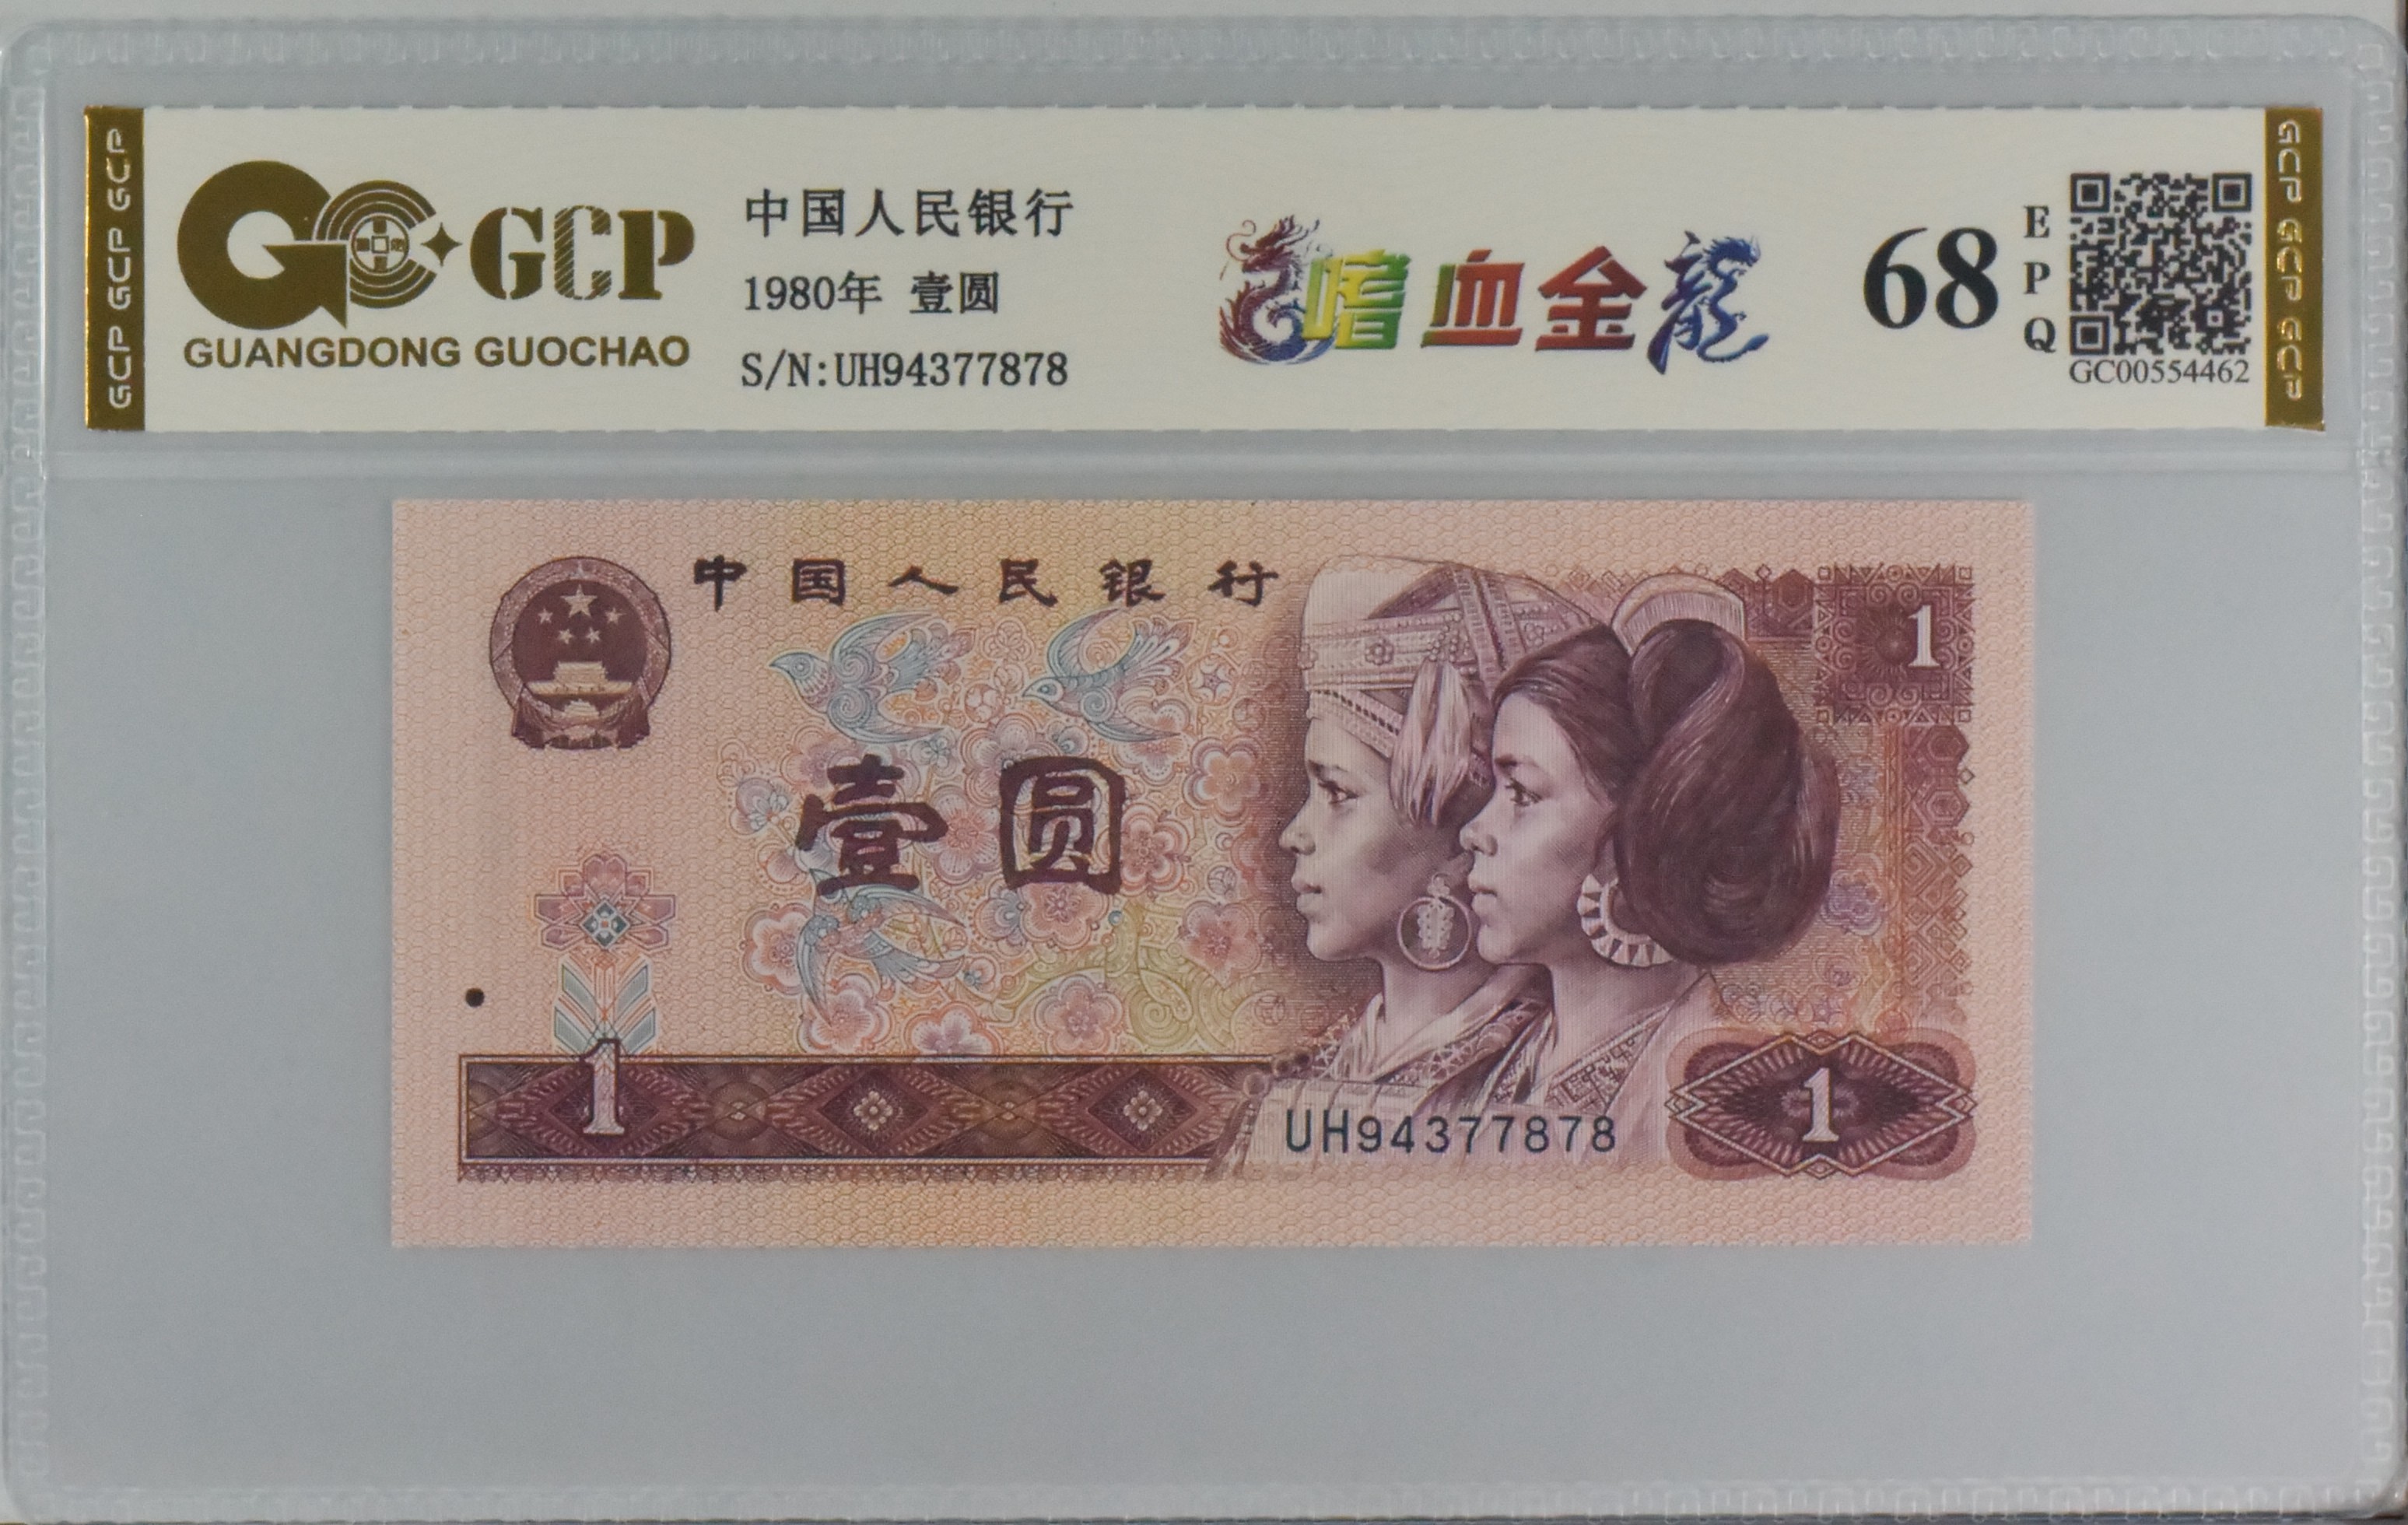 GCP GCP GCP
GCP
GUANGDONG GUOCHAO
中国人民银行
1980年 壹圆
S/N:UH94377878
嗜血金龍
68
EPQ
GC00554462
GCP GCP GCP
中国人民银行
1
壹圆
1
UH94377878
1